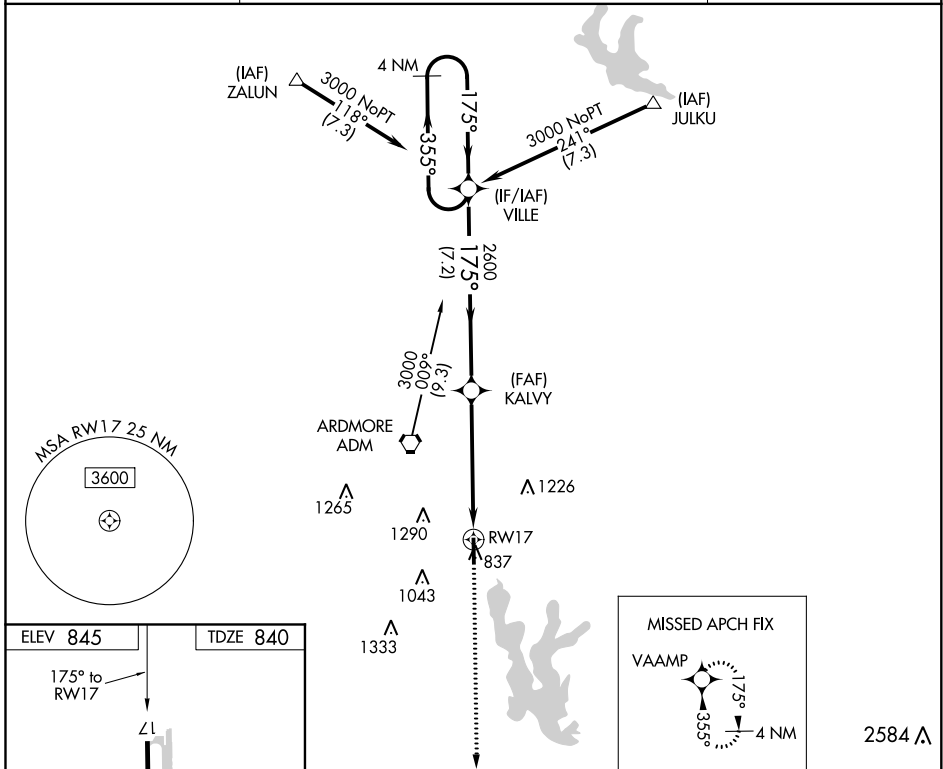 (IAF)
ZALUN
3000 NoPT
118°
(7.3)
4 NM
355°
175°
3000 NoPT
241°
(7.3)
(IAF)
JULKU
(IF/IAF)
VILLE
2600
175°
(7.2)
3000
009°
(9.3)
(FAF)
KALVY
ARDMORE
ADM
MSA RW17 25 NM
3600
1265
1290
1226
RW17
837
1043
1333
ELEV 845
TDZE 840
175° to
RW17
17
MISSED APCH FIX
VAAMP
175°
355°
4 NM
2584